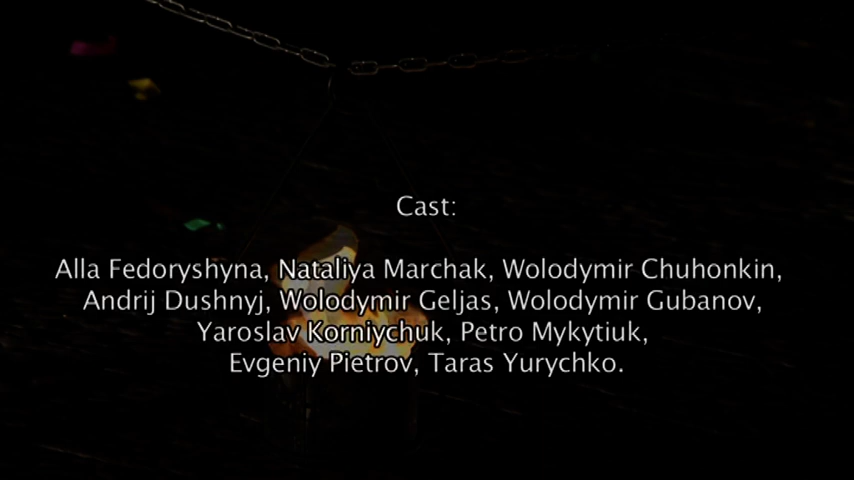 Cast:
Alla Fedoryshyna, Nataliya Marchak, Wolodymir Chuhonkin,
Andrij Dushnyj, Wolodymir Geljas, Wolodymir Gubanov,
Yaroslav Korniychuk, Petro Mykytiuk,
Evgeniy Pietrov, Taras Yurychko.